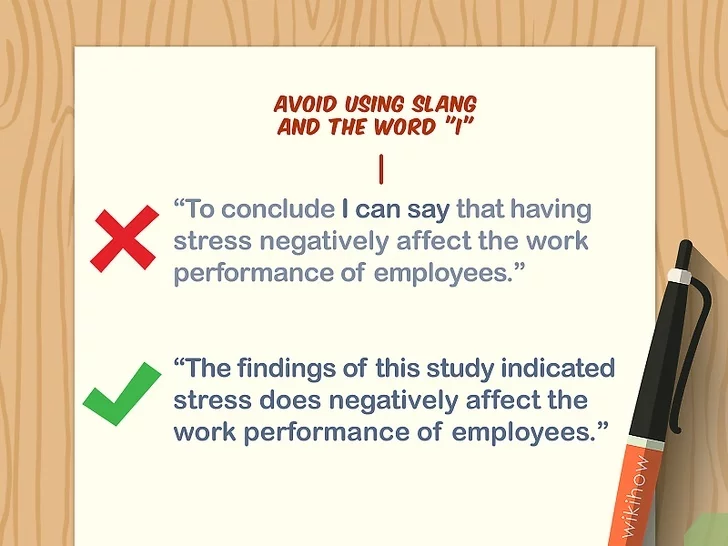 AVOID USING SLANG
AND THE WORD "I"
“To conclude I can say that having
stress negatively affect the work
performance of employees.”
“The findings of this study indicated
stress does negatively affect the
work performance of employees.”
wikihow